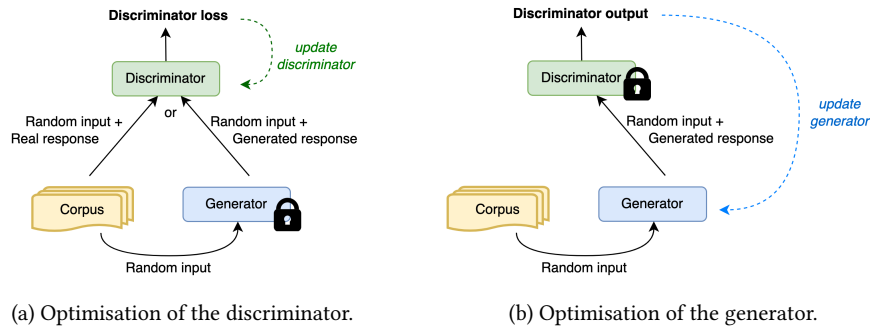 Discriminator loss
update
discriminator
Discriminator
Random input +
Real response
or
Random input +
Generated response
Corpus
Generator
Random input
(a) Optimisation of the discriminator.
Discriminator output
Discriminator
update
generator
Random input +
Generated response
Corpus
Generator
Random input
(b) Optimisation of the generator.